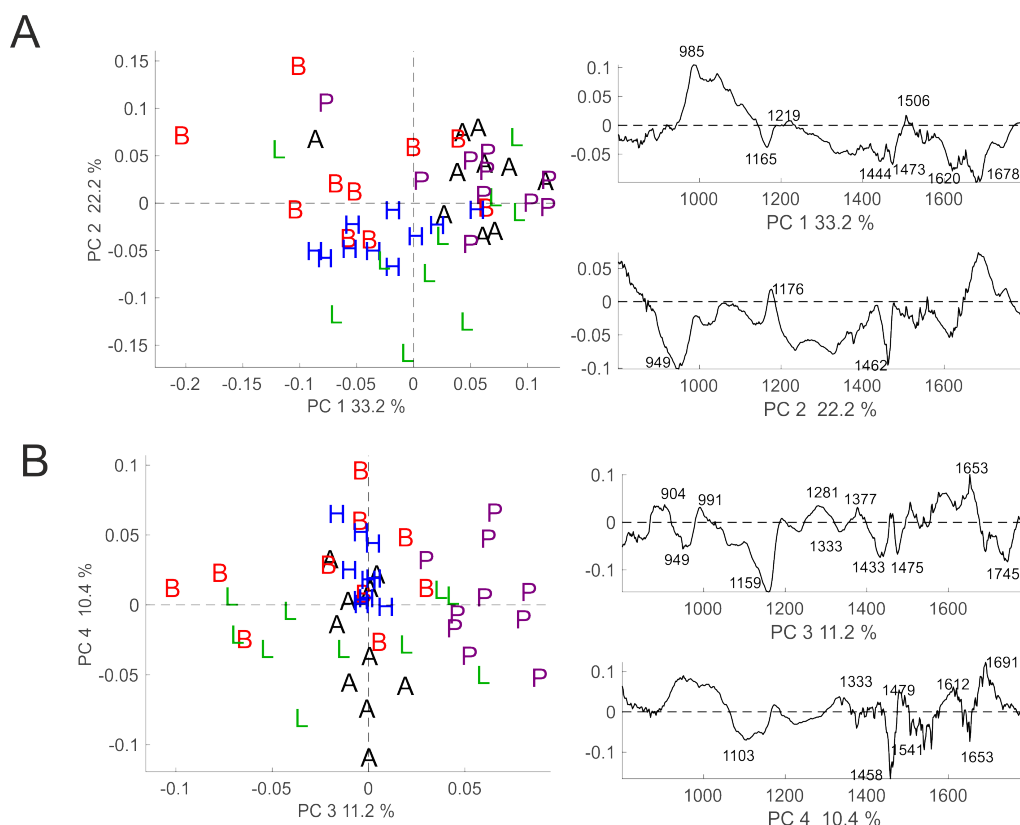 A
0.15
0.1
0.05
0
-0.05
-0.1
-0.15
PC 2 22.2 %
-0.2
-0.15
-0.1
-0.05
0
0.05
0.1
PC 1 33.2 %
B
B
P
A
L
B
B
B
B
H
H
H
H
B
B
H
L
H
H
L
L
B
P
H
H
A
L
L
L
B
A
A
A
P
P
A
P
P
B
H
A
A
P
L
A
L
L
P
A
P
P
0.1
0.05
0
-0.05
985
1165
1219
1444
1473
1506
1620
1678
1000
1200
1400
1600
PC 1 33.2 %
0.05
0
-0.05
-0.1
949
1176
1462
1000
1200
1400
1600
PC 2 22.2 %
B
0.1
0.05
0
-0.05
-0.1
PC 4 10.4 %
-0.1
-0.05
0
0.05
PC 3 11.2 %
B
B
B
H
H
H
B
A
B
H
A
B
B
A
A
H
H
L
L
B
L
L
L
L
A
A
A
A
A
B
L
B
P
L
L
P
P
P
P
P
P
P
P
L
P
0.1
0
-0.1
904
949
991
1159
1281
1333
1377
1433
1475
1653
1745
1000
1200
1400
1600
PC 3 11.2 %
0.1
0
-0.1
1103
1333
1458
1479
1541
1612
1653
1691
1000
1200
1400
1600
PC 4 10.4 %